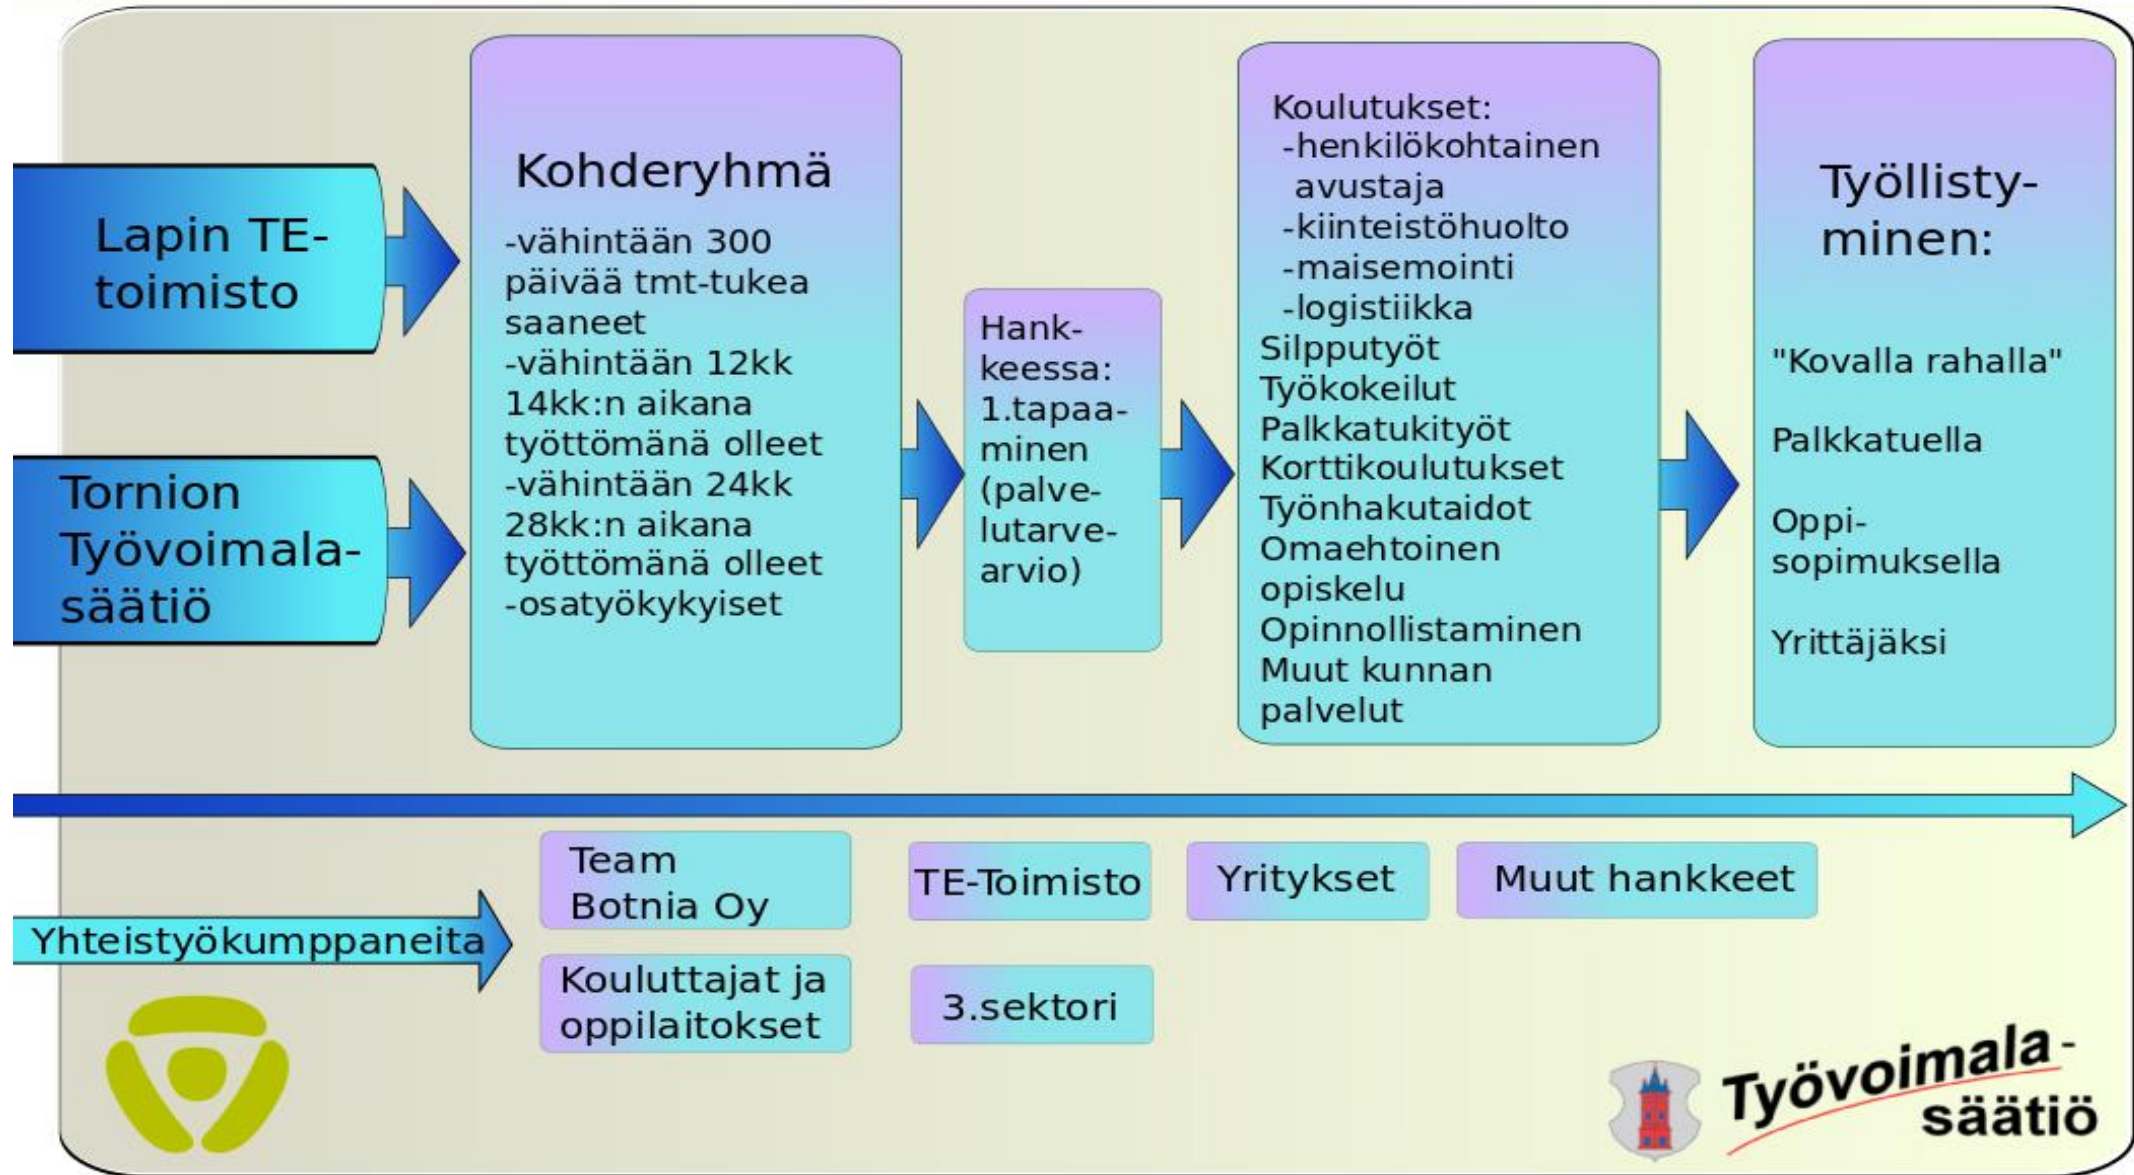 Lapin TE-
toimisto
Tornion
Työvoimala-
säätiö
Kohderyhmä
-vähintään 300
päivää tmt-tukea
saaneet
-vähintään 12kk
14kk:n aikana
työttömänä olleet
-vähintään 24kk
28kk:n aikana
työttömänä olleet
-osatyökykyiset
Hank-
keessa:
1.tapaa-
minen
(palve-
lutarve-
arvio)
Koulutukset:
-henkilökohtainen
avustaja
-kiinteistöhuolto
-maisemointi
-logistiikka
Silpputyöt
Työkokeilut
Palkkatukityöt
Korttikoulutukset
Työnhakutaidot
Omaehtoinen
opiskelu
Opinnollistaminen
Muut kunnan
palvelut
Työllisty-
minen:
"Kovalla rahalla"
Palkkatuella
Oppi-
sopimuksella
Yrittäjäksi
Yhteistyökumppaneita
Team
Botnia Oy
TE-Toimisto
Yritykset
Muut hankkeet
Kouluttajat ja
oppilaitokset
3.sektori
Työvoimala-
säätiö